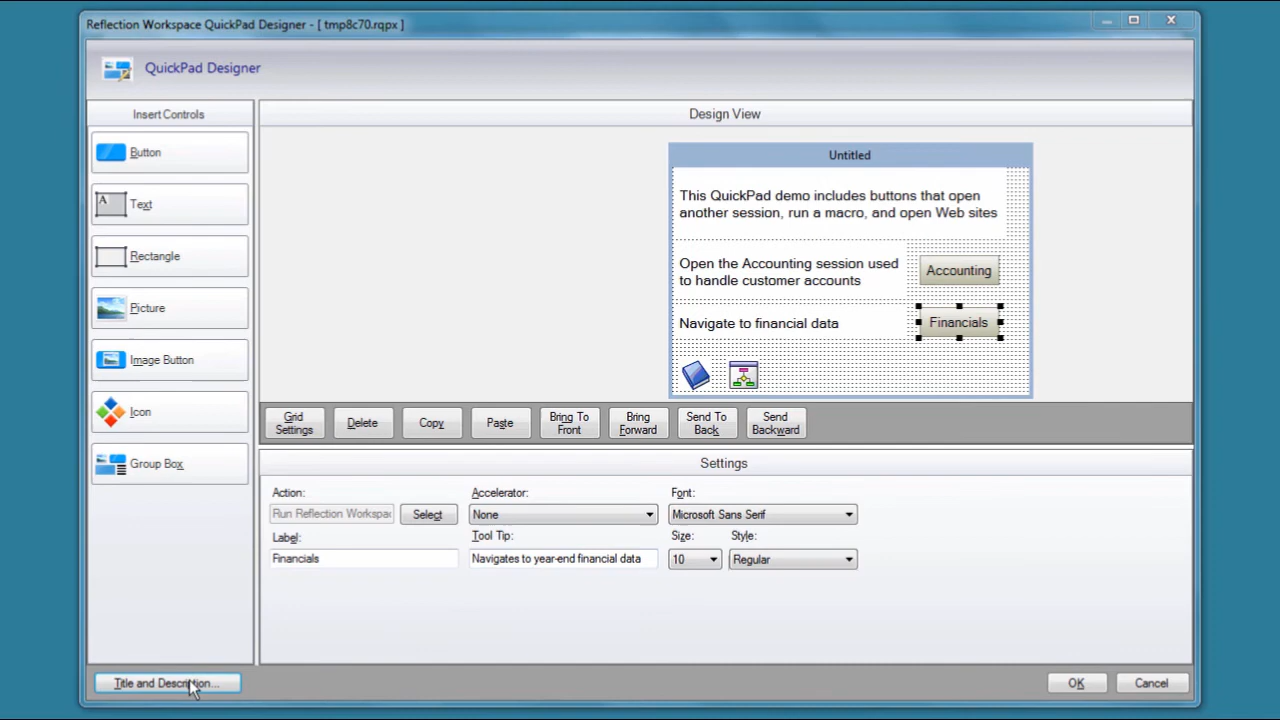 Reflection Workspace QuickPad Designer - [ tmp8c70.rqpx ]
QuickPad Designer
Insert Controls
Button
Text
Rectangle
Picture
Image Button
Icon
Group Box
Design View
Untitled
This QuickPad demo includes buttons that open
another session, run a macro, and open Web sites
Open the Accounting session used
to handle customer accounts
Accounting
Navigate to financial data
Financials
Grid
Settings
Delete
Copy
Paste
Bring To
Front
Bring
Forward
Send To
Back
Send
Backward
Settings
Action:
Accelerator:
Font:
Run Reflection Workspac
Select
None
Microsoft Sans Serif
Label:
Tool Tip:
Size:
Style:
Financials
Navigates to year-end financial data
10
Regular
Title and Description...
OK
Cancel